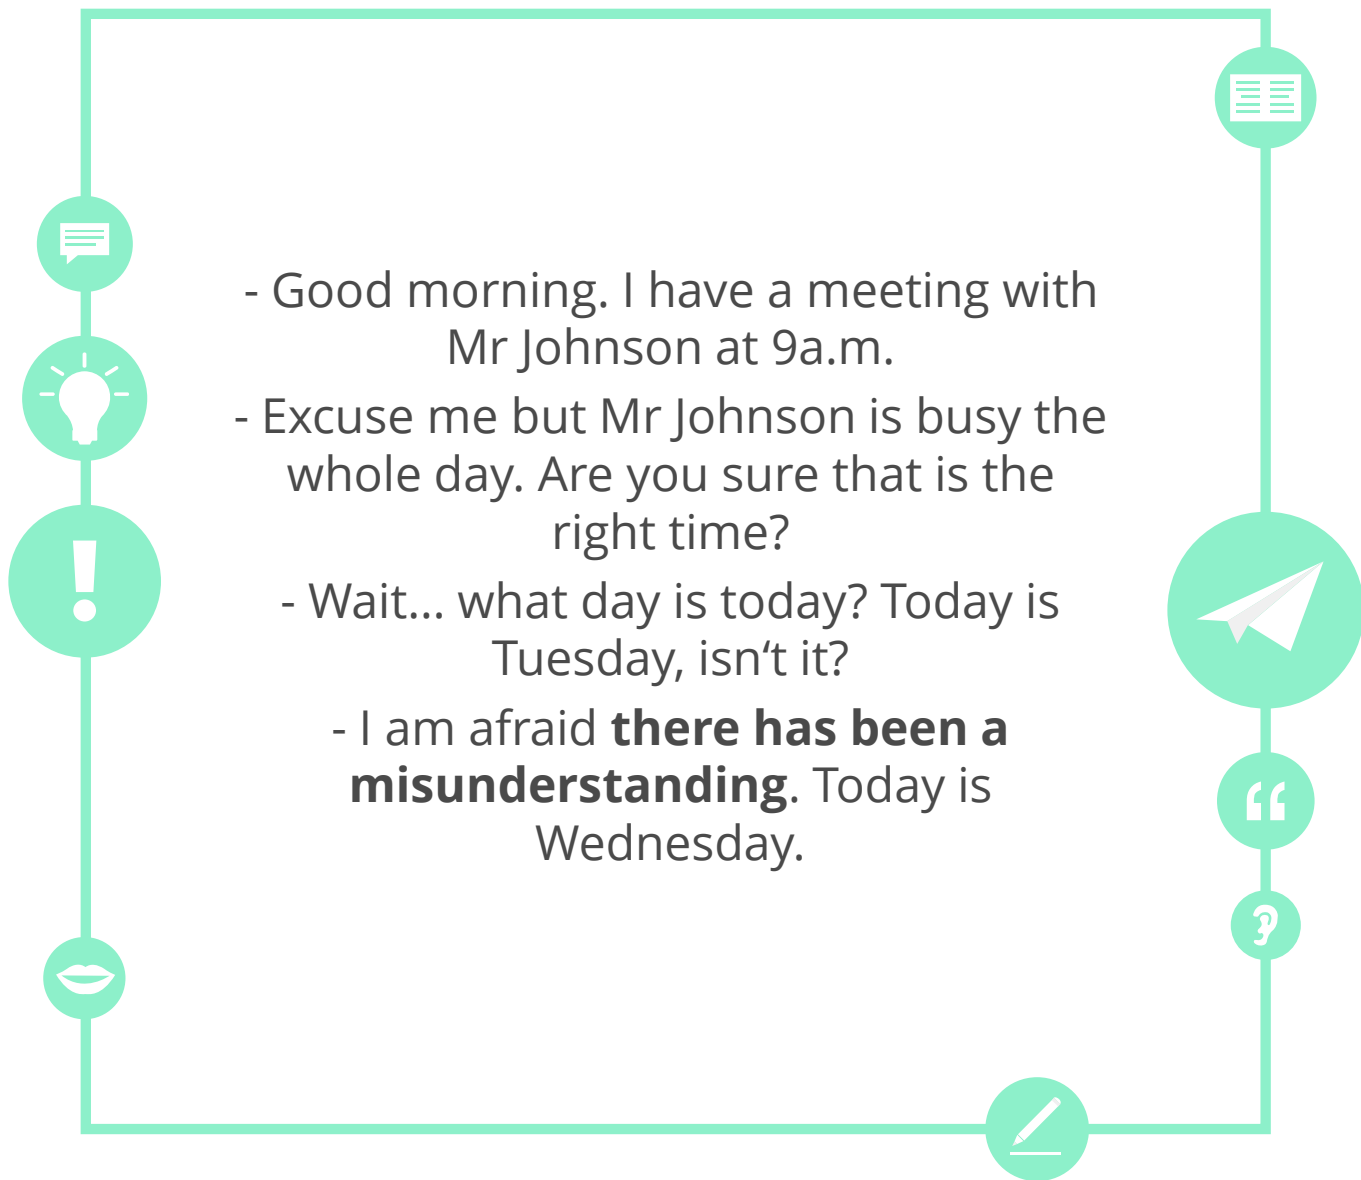 - Good morning. I have a meeting with
Mr Johnson at 9a.m.
- Excuse me but Mr Johnson is busy the
whole day. Are you sure that is the
right time?
- Wait... what day is today? Today is
Tuesday, isn‘t it?
- I am afraid there has been a
misunderstanding. Today is
Wednesday.